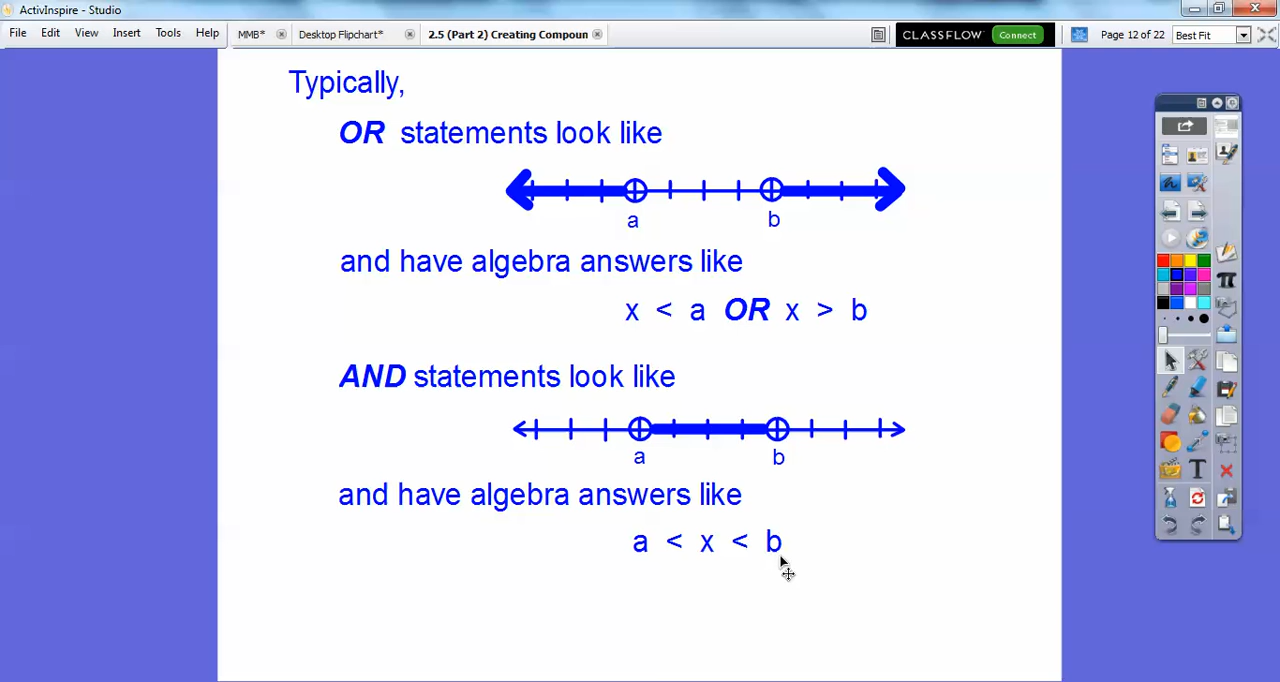 ActivInspire - Studio
File Edit View Insert Tools Help MMB* Desktop Flipchart* 2.5 (Part 2) Creating Compoun CLASSFLOW Connect Page 12 of 22 Best Fit
Typically,
OR statements look like
a b
and have algebra answers like
x < a OR x > b
AND statements look like
a b
and have algebra answers like
a < x < b